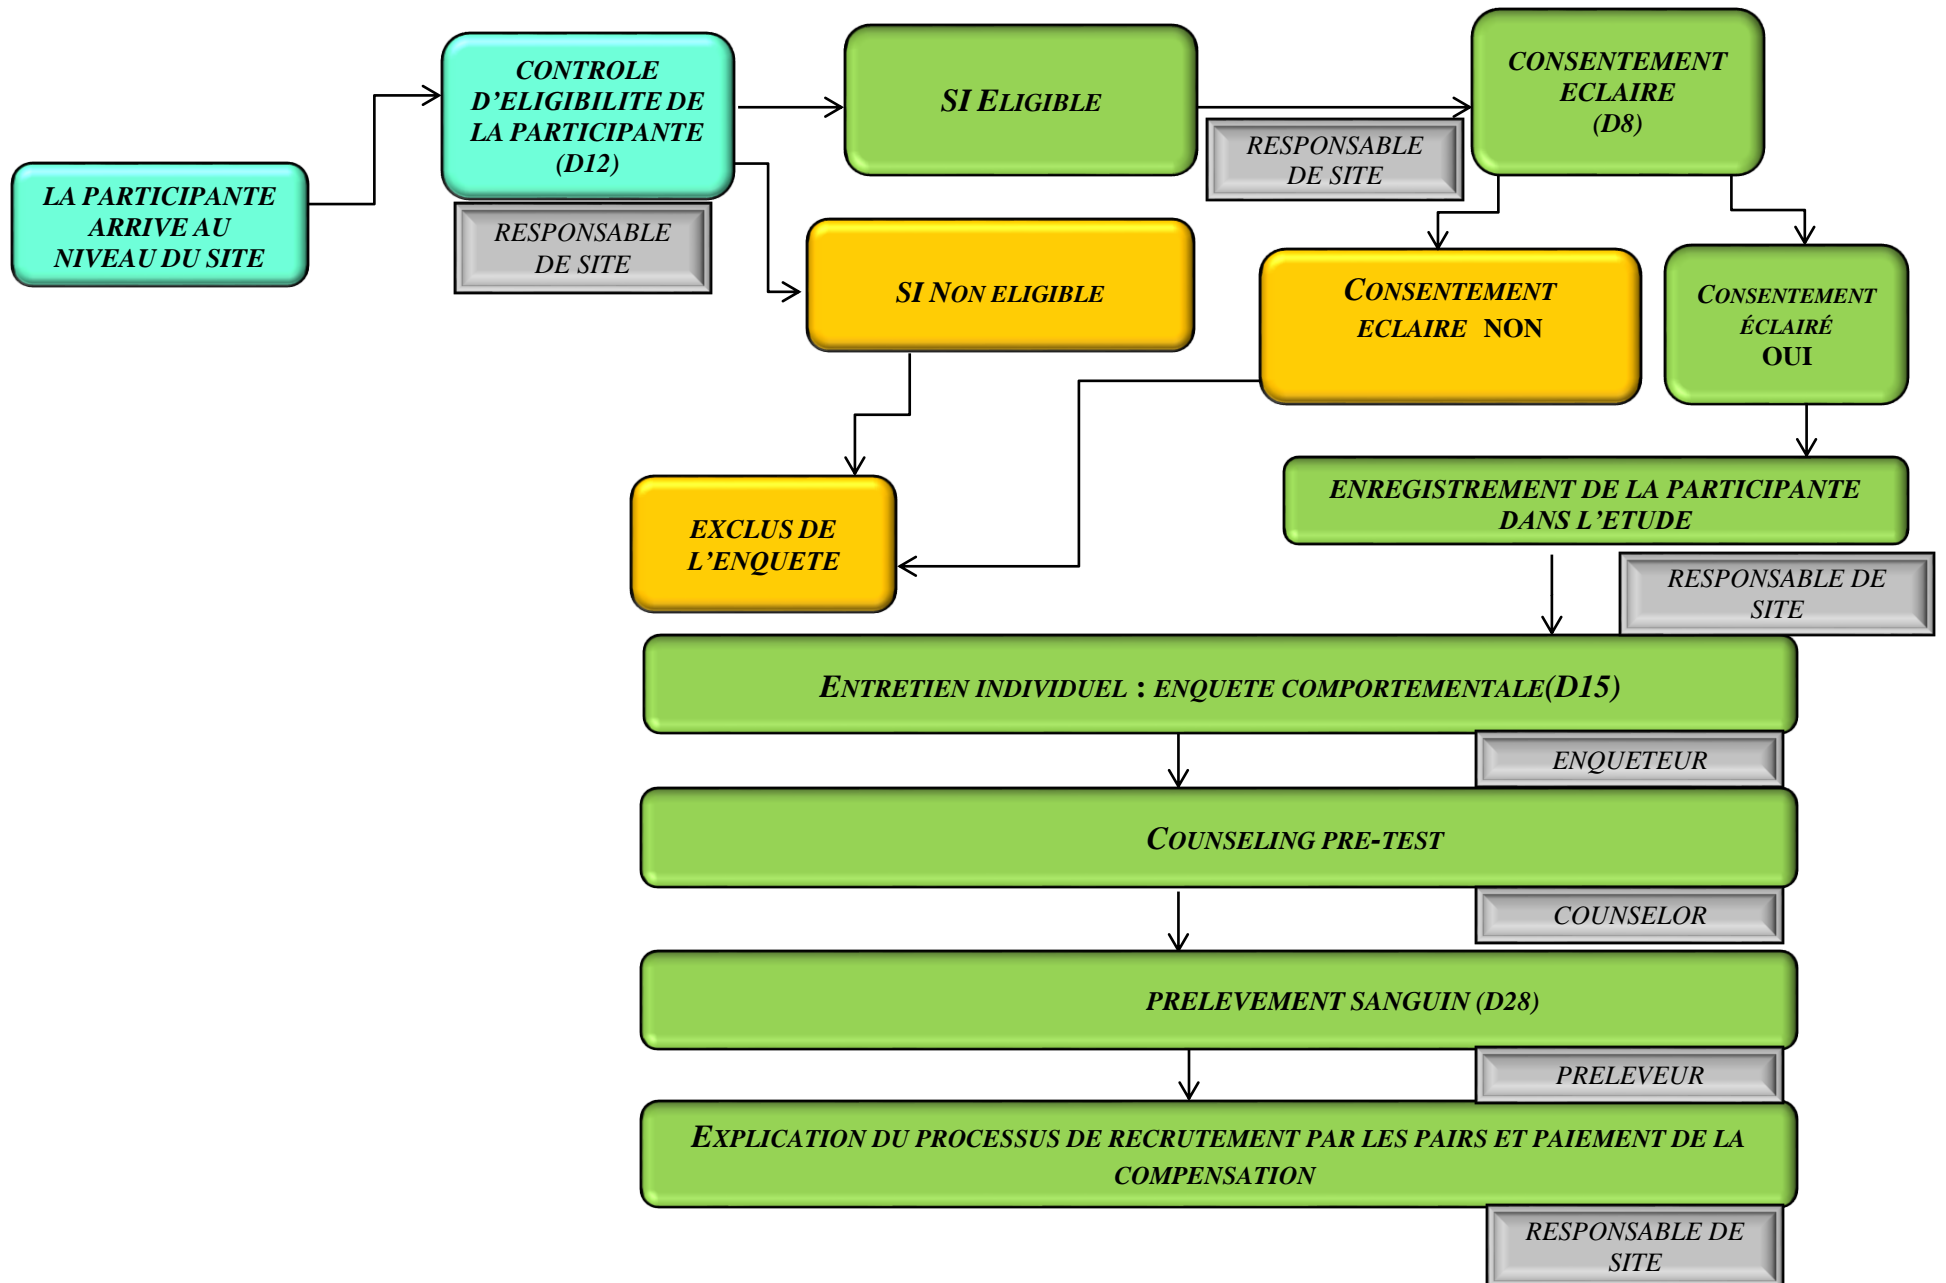 LA PARTICIPANTE
ARRIVE AU
NIVEAU DU SITE
CONTROLE
D’ELIGIBILITE DE
LA PARTICIPANTE
(D12)
RESPONSABLE
DE SITE
SI ELIGIBLE
RESPONSABLE
DE SITE
CONSENTEMENT
ECLAIRE
(D8)
SI NON ELIGIBLE
CONSENTEMENT
ECLAIRE NON
CONSENTEMENT
ÉCLAIRÉ
OUI
EXCLUS DE
L’ENQUETE
ENREGISTREMENT DE LA PARTICIPANTE
DANS L’ETUDE
RESPONSABLE DE
SITE
ENTRETIEN INDIVIDUEL : ENQUETE COMPORTEMENTALE(D15)
ENQUETEUR
COUNSELING PRE-TEST
COUNSELOR
PRELEVEMENT SANGUIN (D28)
PRELEVEUR
EXPLICATION DU PROCESSUS DE RECRUTEMENT PAR LES PAIRS ET PAIEMENT DE LA
COMPENSATION
RESPONSABLE DE
SITE